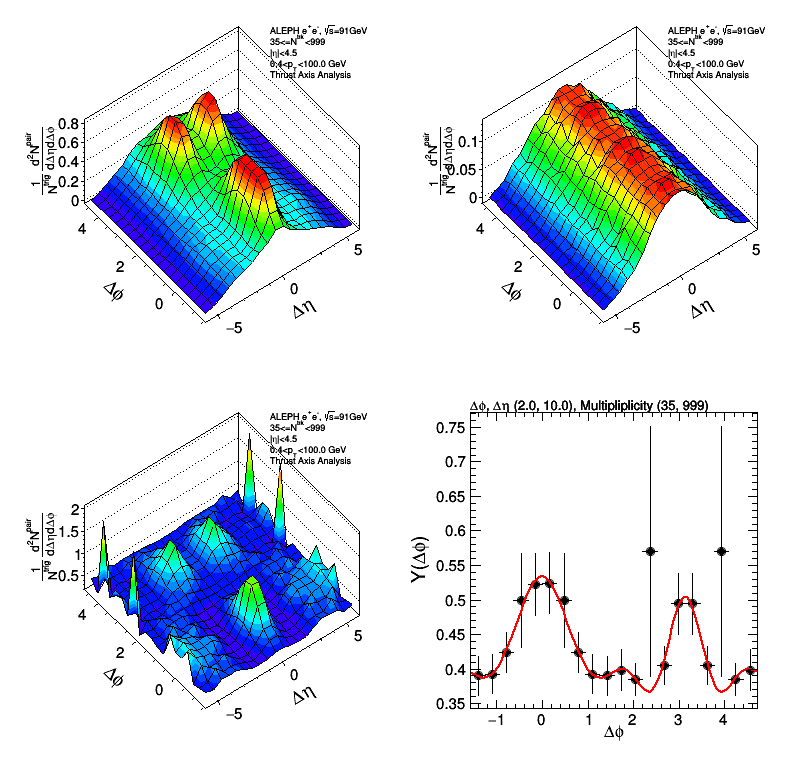 ALEPH e⁺e⁻, √s=91GeV
35<=N^trk<999
|η|<4.5
0.4<p_T<100.0 GeV
Thrust Axis Analysis
1/N^trig d²N^pair/dΔηdΔφ
0.8
0.6
0.4
0.2
0
4
2
0
Δφ
−5
0
5
Δη
ALEPH e⁺e⁻, √s=91GeV
35<=N^trk<999
|η|<4.5
0.4<p_T<100.0 GeV
Thrust Axis Analysis
1/N^trig d²N^pair/dΔηdΔφ
0.1
0.05
0
4
2
0
Δφ
−5
0
5
Δη
ALEPH e⁺e⁻, √s=91GeV
35<=N^trk<999
|η|<4.5
0.4<p_T<100.0 GeV
Thrust Axis Analysis
1/N^trig d²N^pair/dΔηdΔφ
2
1.5
1
0.5
4
2
0
Δφ
−5
0
5
Δη
Δφ, Δη (2.0, 10.0), Multipliplicity (35, 999)
Y(Δφ)
0.75
0.7
0.65
0.6
0.55
0.5
0.45
0.4
0.35
−1 0 1 2 3 4
Δφ